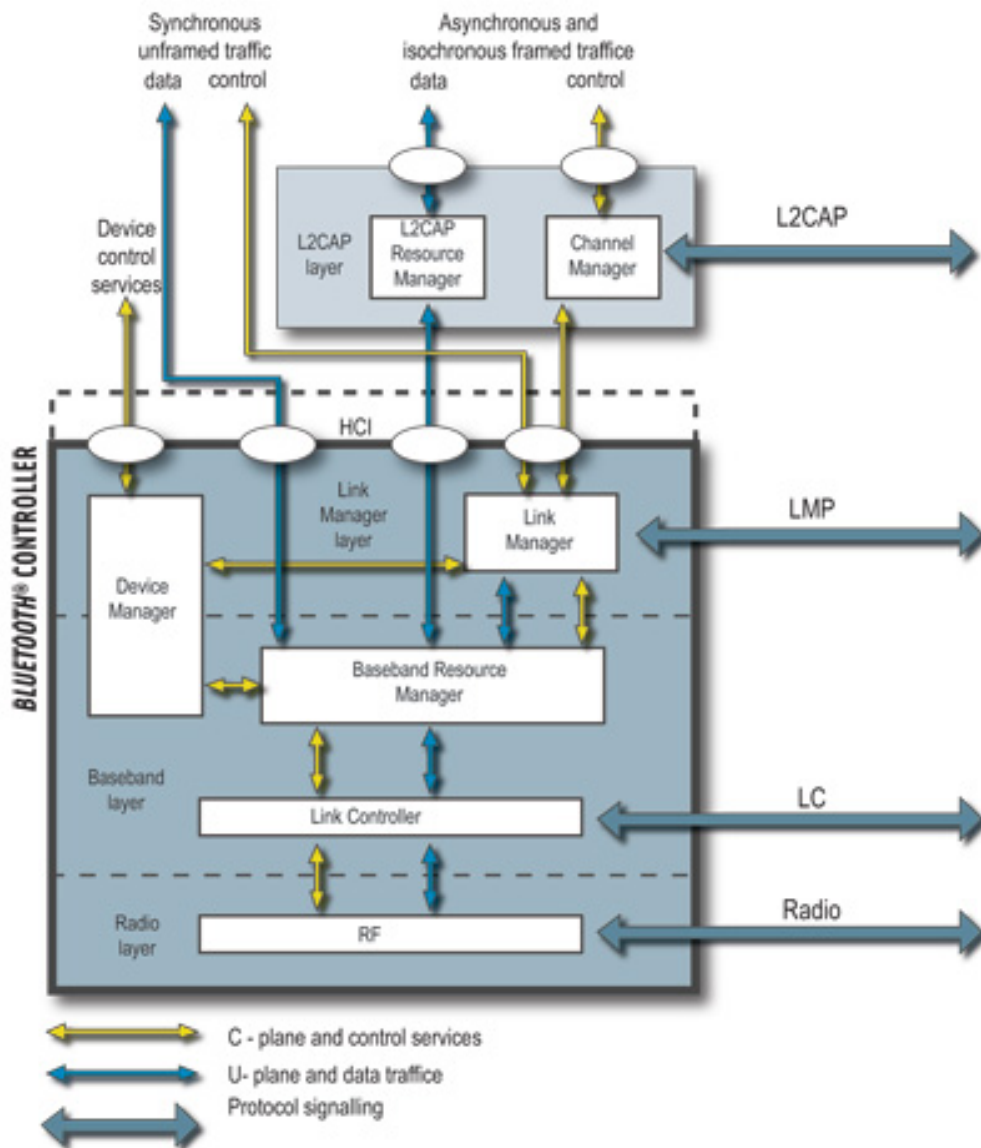 Synchronous
unframed traffic
data control
Asynchronous and
isochronous framed traffice
data control
Device
control
services
L2CAP
layer
L2CAP
Resource
Manager
Channel
Manager
L2CAP
HCI
BLUETOOTH® CONTROLLER
Link
Manager
layer
Link
Manager
LMP
Device
Manager
Baseband Resource
Manager
Baseband
layer
Link Controller
LC
Radio
layer
RF
Radio
C - plane and control services
U- plane and data traffice
Protocol signalling